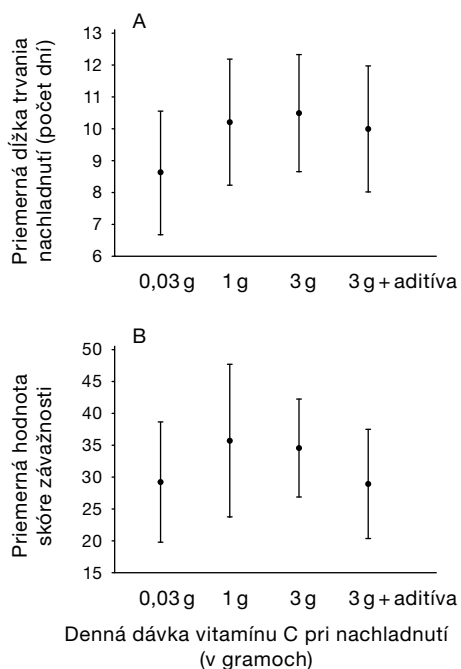 A
Priemerná dĺžka trvania
nachladnutí (počet dní)
13
12
11
10
9
8
7
6
0,03 g 1 g 3 g 3 g + aditíva
B
Priemerná hodnota
skóre závažnosti
50
45
40
35
30
25
20
15
0,03 g 1 g 3 g 3 g + aditíva
Denná dávka vitamínu C pri nachladnutí
(v gramoch)